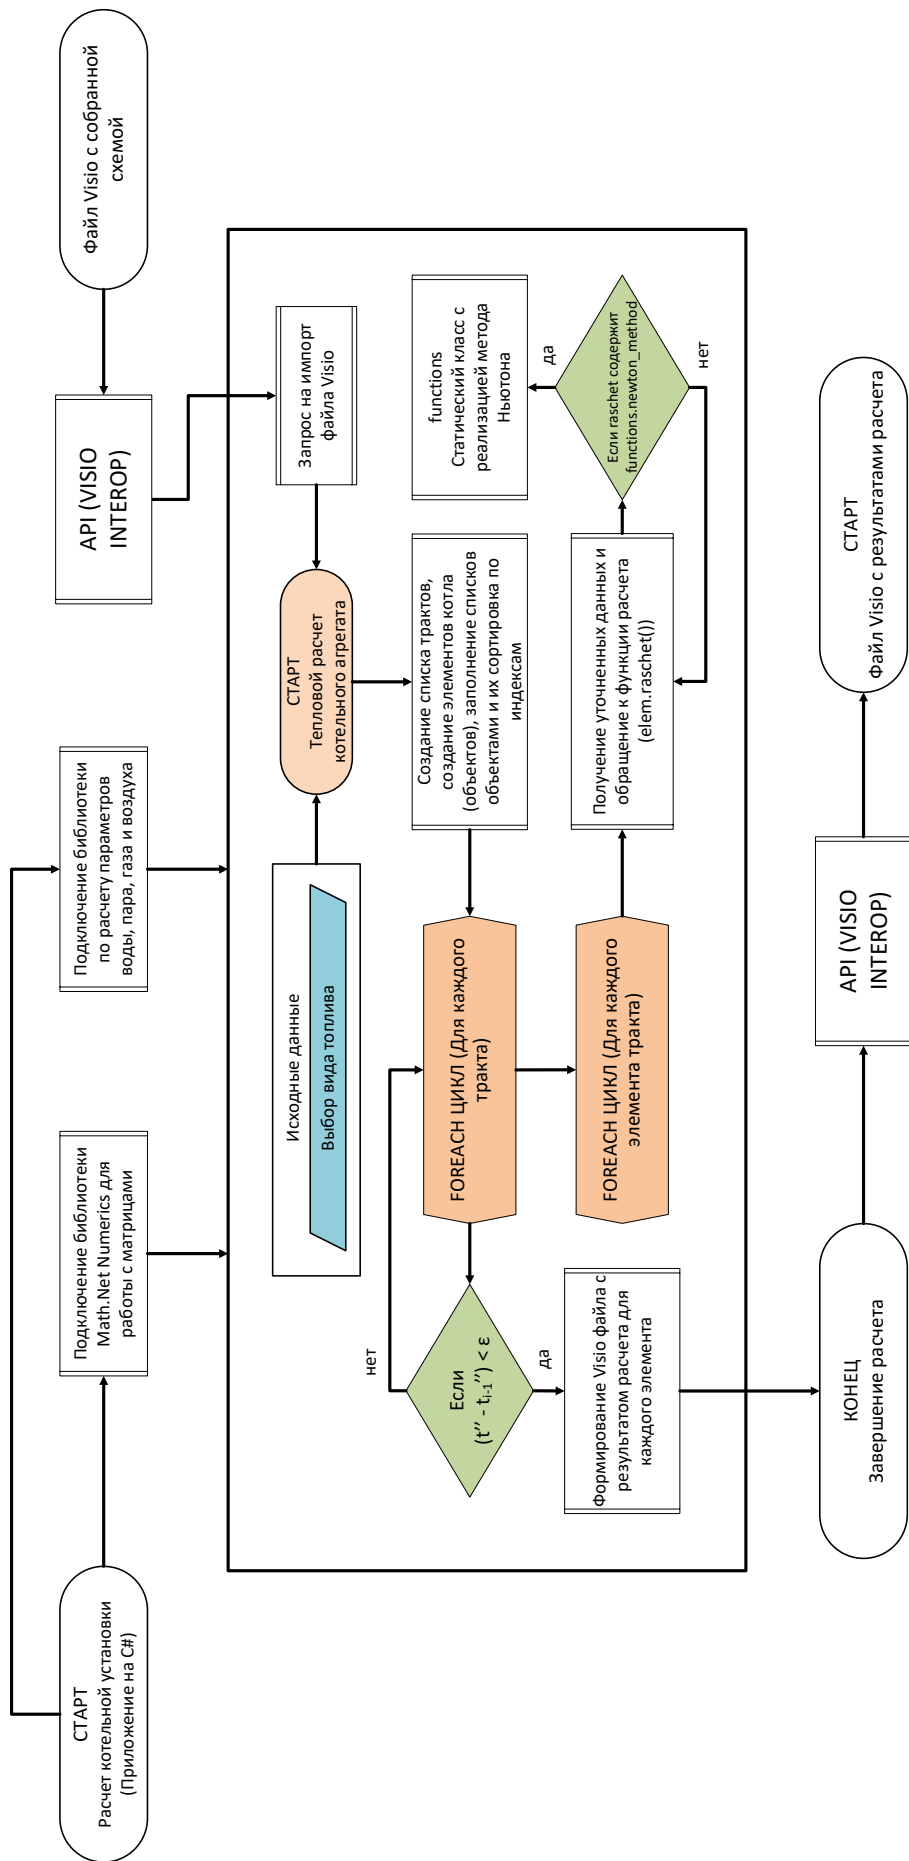 СТАРТ
Расчет котельной установки
(Приложение на C#)
Подключение библиотеки
Math.Net Numerics для
работы с матрицами
Подключение библиотеки
по расчету параметров
воды, пара, газа и воздуха
API (VISIO
INTEROP)
Файл Visio с собранной
схемой
Исходные данные
Выбор вида топлива
СТАРТ
Тепловой расчет
котельного агрегата
Запрос на импорт
файла Visio
Если
(t'' - tᵢ₋₁'') < ε
нет
да
FOREACH ЦИКЛ (Для каждого
тракта)
Создание списка трактов,
создание элементов котла
(объектов), заполнение списков
объектами и их сортировка по
индексам
functions
Статический класс с
реализацией метода
Ньютона
Формирование Visio файла с
результатом расчета для
каждого элемента
FOREACH ЦИКЛ (Для каждого
элемента тракта)
Получение уточненных данных и
обращение к функции расчета
(elem.raschet())
Если raschet содержит
functions.newton_method
да
нет
КОНЕЦ
Завершение расчета
API (VISIO
INTEROP)
СТАРТ
Файл Visio с результатами расчета